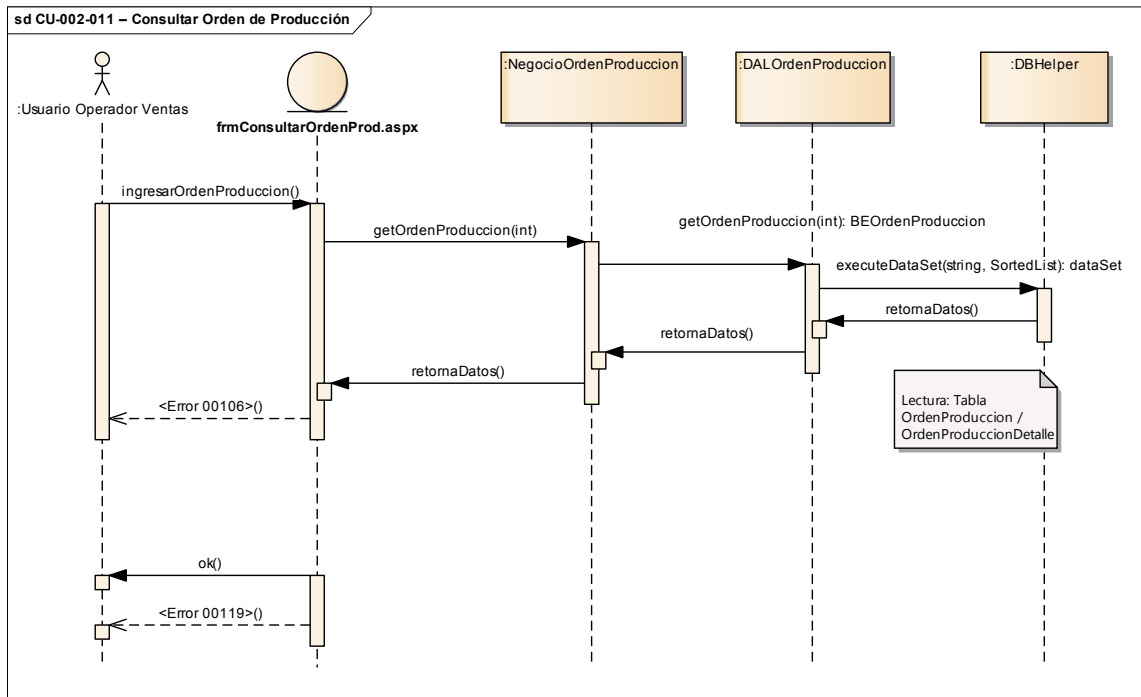 sd CU-002-011 – Consultar Orden de Producción
:Usuario Operador Ventas
frmConsultarOrdenProd.aspx
:NegocioOrdenProduccion
:DALOrdenProduccion
:DBHelper
ingresarOrdenProduccion()
getOrdenProduccion(int)
getOrdenProduccion(int): BEOrdenProduccion
executeDataSet(string, SortedList): dataSet
retornaDatos()
retornaDatos()
retornaDatos()
<Error 00106>()
Lectura: Tabla
OrdenProduccion /
OrdenProduccionDetalle
ok()
<Error 00119>()